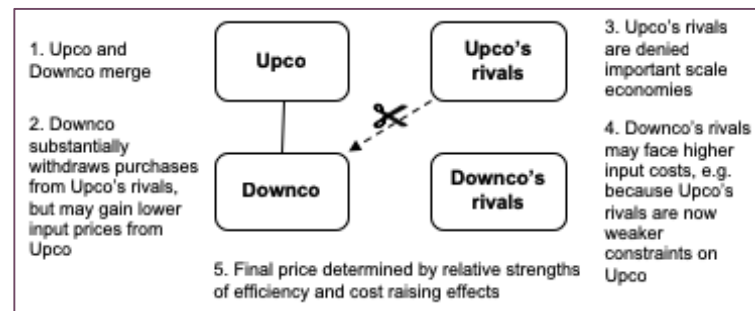 1. Upco and
Downco merge
2. Downco
substantially
withdraws purchases
from Upco's rivals,
but may gain lower
input prices from
Upco
Upco
Upco's
rivals
Downco
Downco's
rivals
3. Upco's rivals
are denied
important scale
economies
4. Downco's rivals
may face higher
input costs, e.g.
because Upco's
rivals are now
weaker
constraints on
Upco
5. Final price determined by relative strengths
of efficiency and cost raising effects